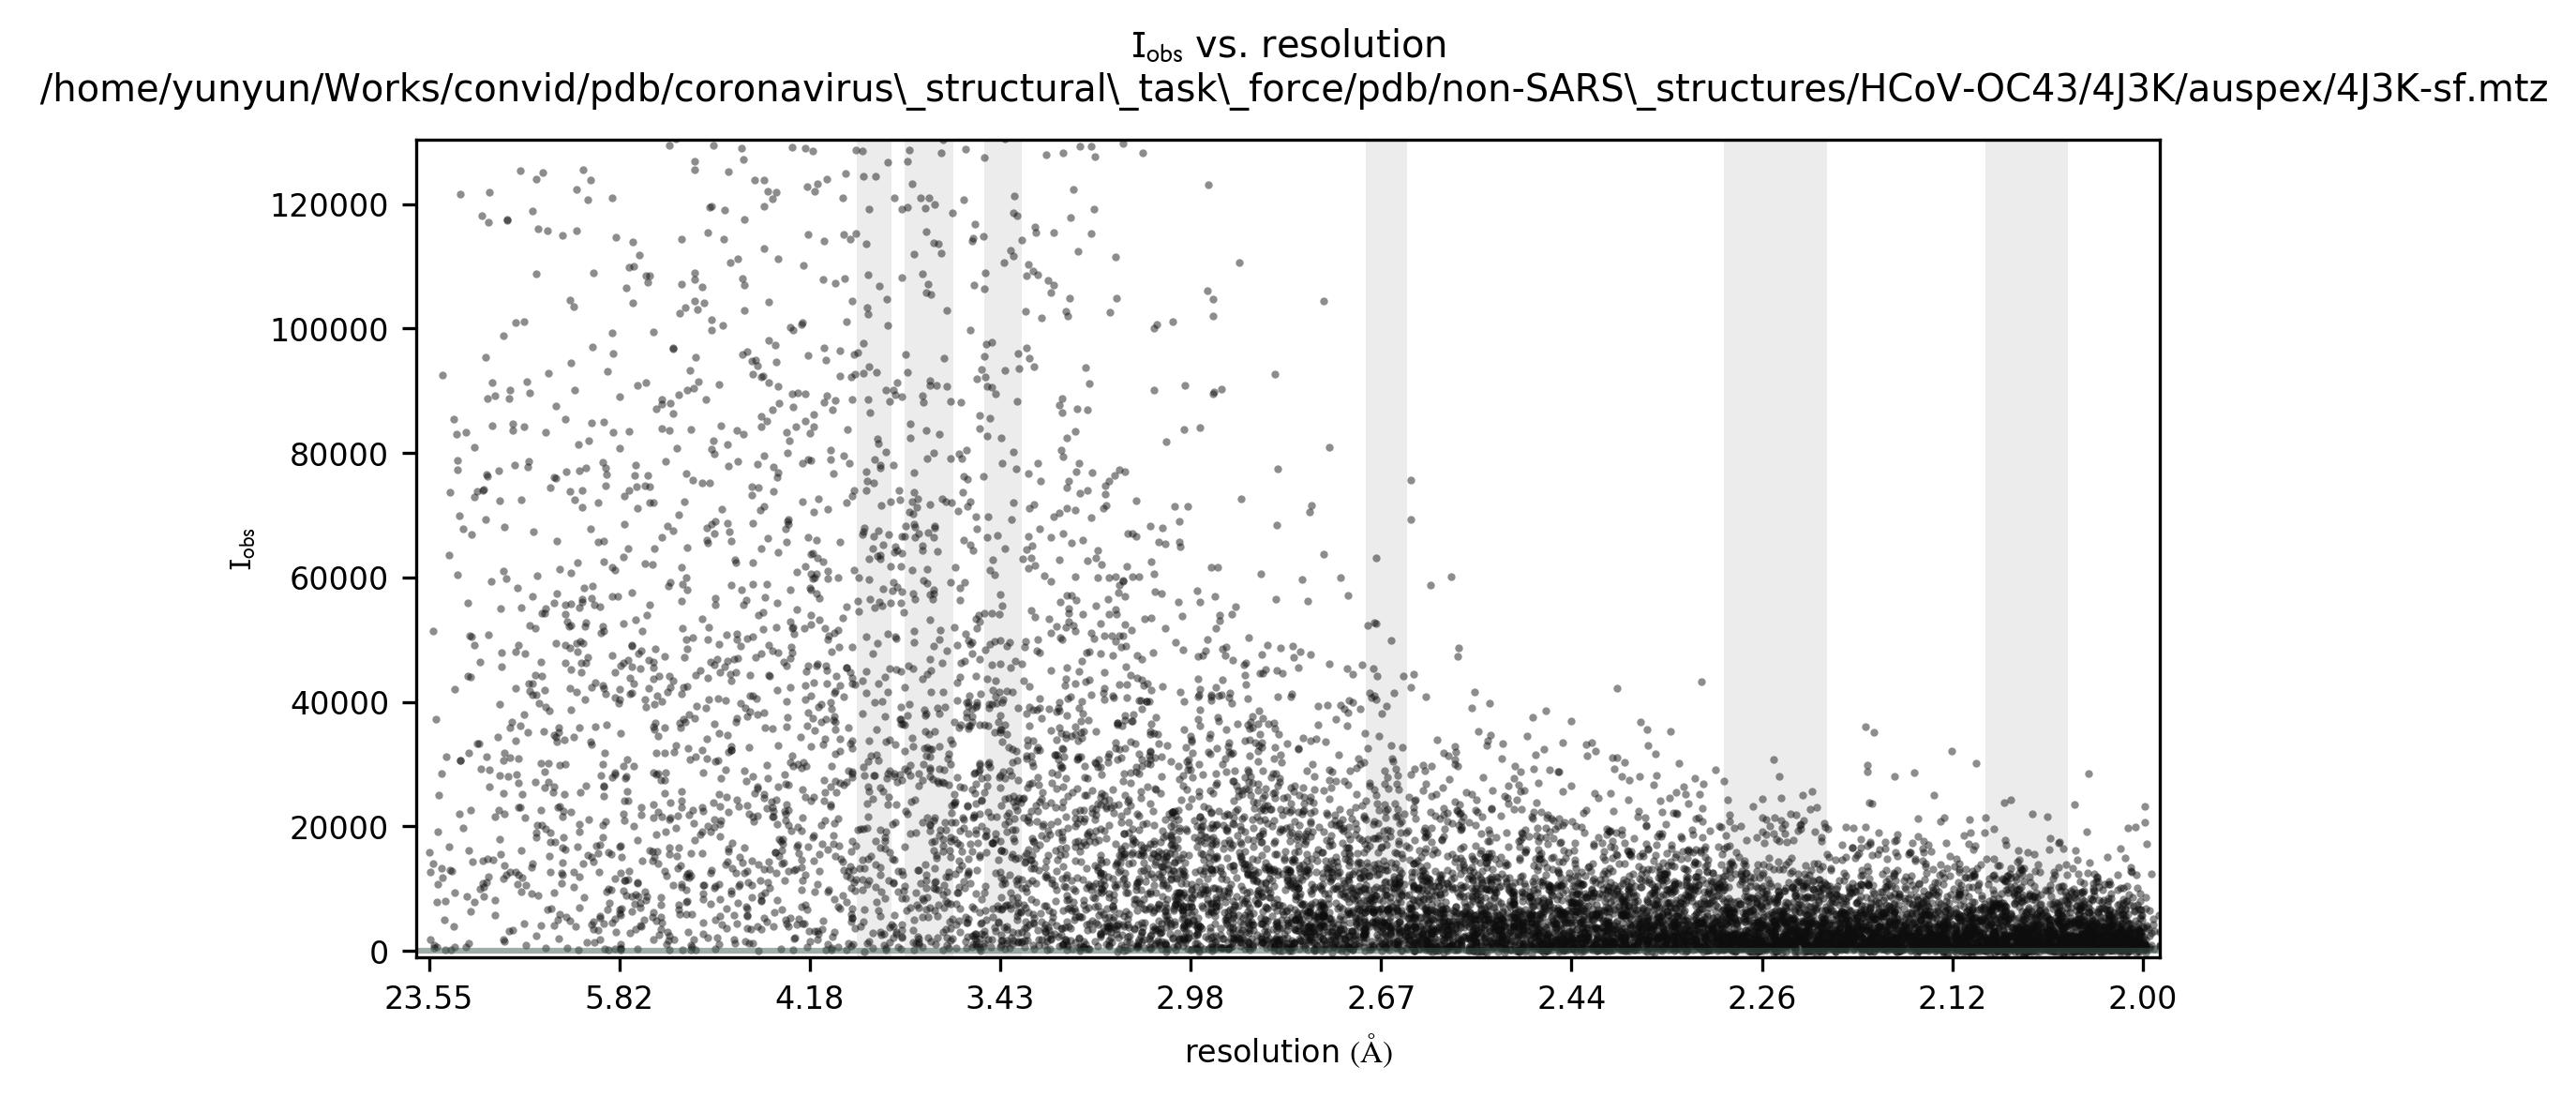 I_obs vs. resolution
/home/yunyun/Works/convid/pdb/coronavirus\_structural\_task\_force/pdb/non-SARS\_structures/HCoV-OC43/4J3K/auspex/4J3K-sf.mtz
120000
100000
80000
60000
40000
20000
0
I_obs
23.55 5.82 4.18 3.43 2.98 2.67 2.44 2.26 2.12 2.00
resolution (Å)